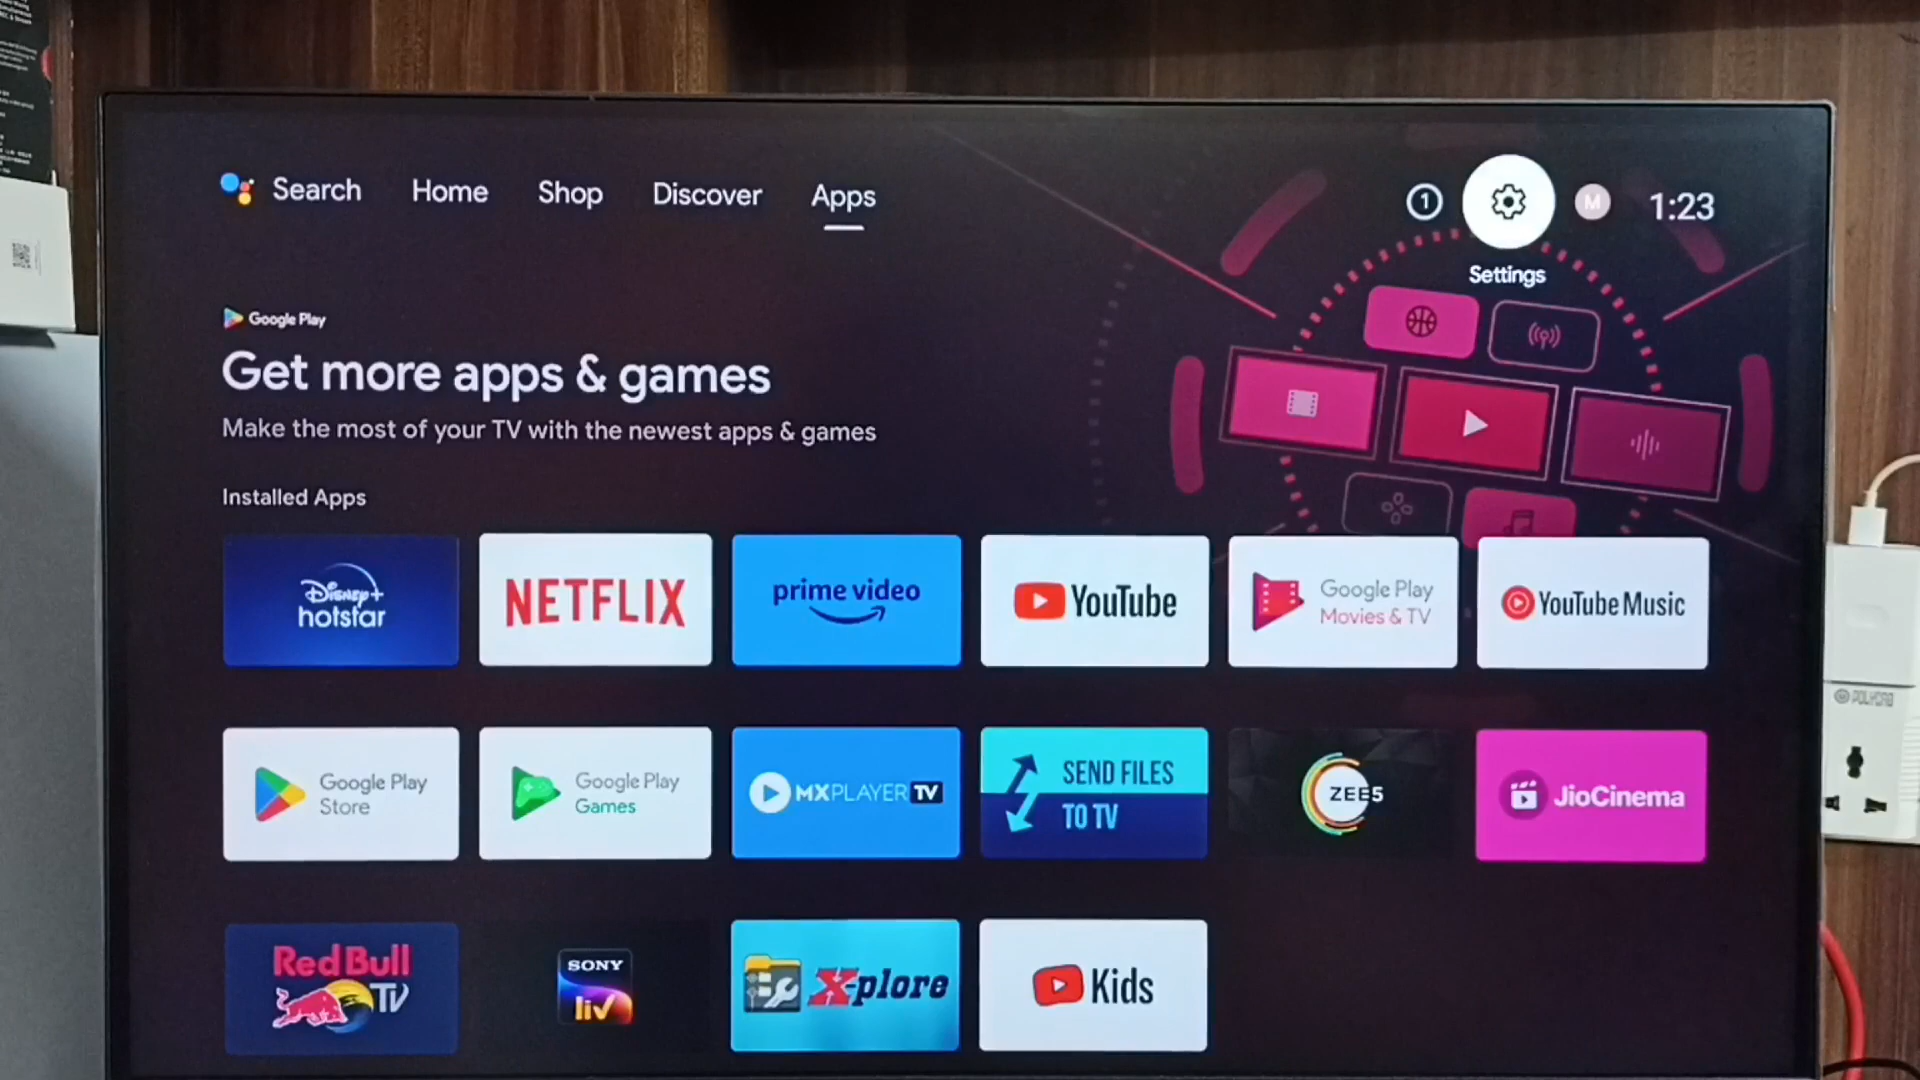 Search Home Shop Discover Apps
1 M 1:23
Settings
Google Play
Get more apps & games
Make the most of your TV with the newest apps & games
Installed Apps
Disney+
hotstar
NETFLIX
prime video
YouTube
Google Play
Movies & TV
YouTube Music
Google Play
Store
Google Play
Games
MXPLAYER TV
SEND FILES
TO TV
ZEE5
JioCinema
Red Bull
TV
SONY
liv
X-plore
Kids
POLYCAB